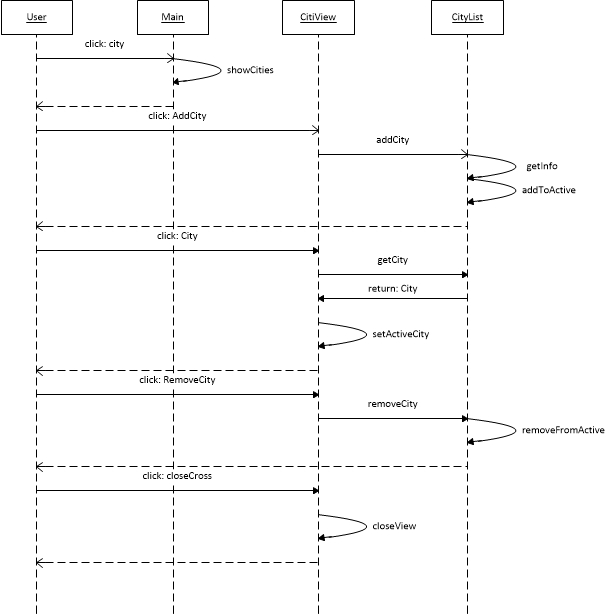 User
Main
CitiView
CityList
click: city
showCities
click: AddCity
addCity
getInfo
addToActive
click: City
getCity
return: City
setActiveCity
click: RemoveCity
removeCity
removeFromActive
click: closeCross
closeView